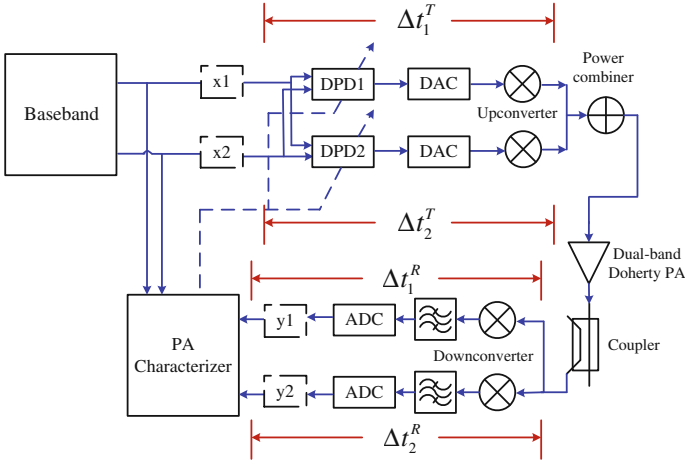 Δt₁ᵀ
Power
combiner
Baseband
x1
DPD1
DAC
Upconverter
x2
DPD2
DAC
Δt₂ᵀ
Dual-band
Doherty PA
Δt₁ᴿ
PA
Characterizer
y1
ADC
Downconverter
Coupler
y2
ADC
Δt₂ᴿ